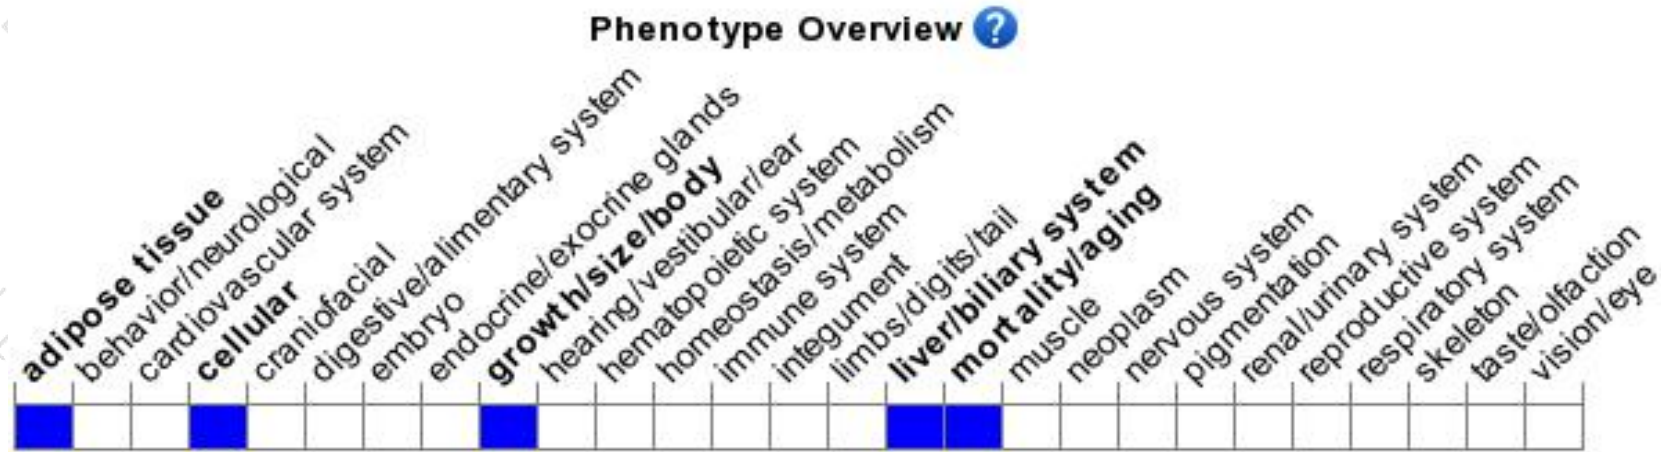 Phenotype Overview ?
adipose tissue
behavior/neurological
cardiovascular system
cellular
craniofacial
digestive/alimentary system
embryo
endocrine/exocrine glands
growth/size/body
hearing/vestibular/ear
hematopoietic system
homeostasis/metabolism
immune system
integument
limbs/digits/tail
liver/biliary system
mortality/aging
muscle
neoplasm
nervous system
pigmentation
renal/urinary system
reproductive system
respiratory system
skeleton
taste/olfaction
vision/eye